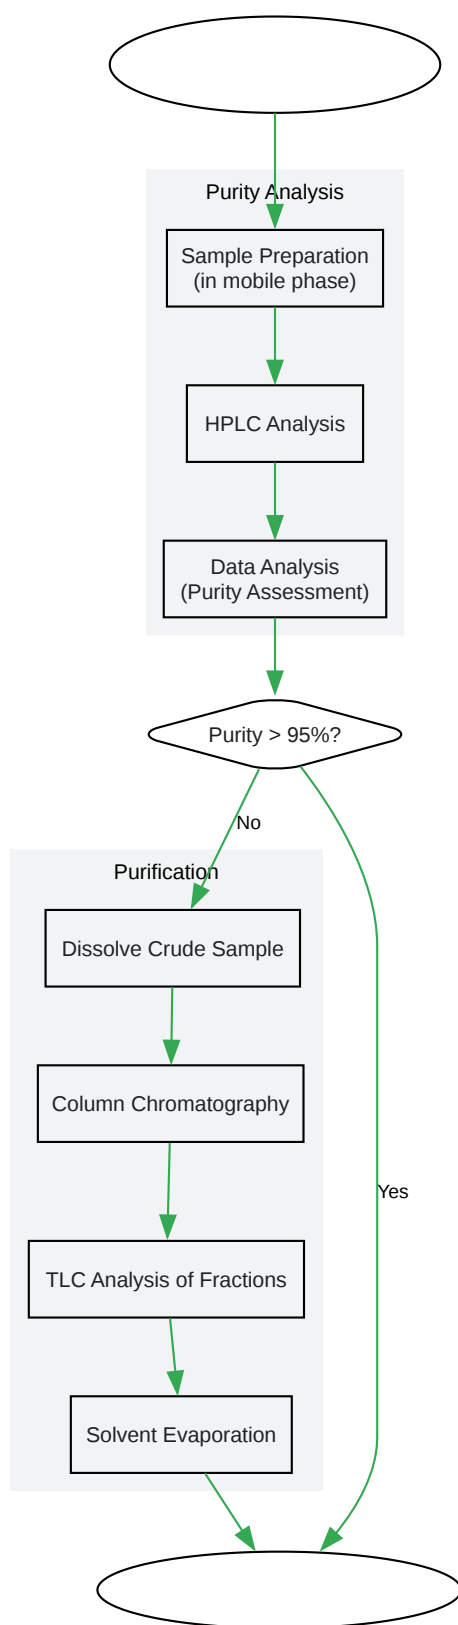 Purity Analysis
Sample Preparation
(in mobile phase)
HPLC Analysis
Data Analysis
(Purity Assessment)
Purity > 95%?
No
Purification
Dissolve Crude Sample
Column Chromatography
Yes
TLC Analysis of Fractions
Solvent Evaporation